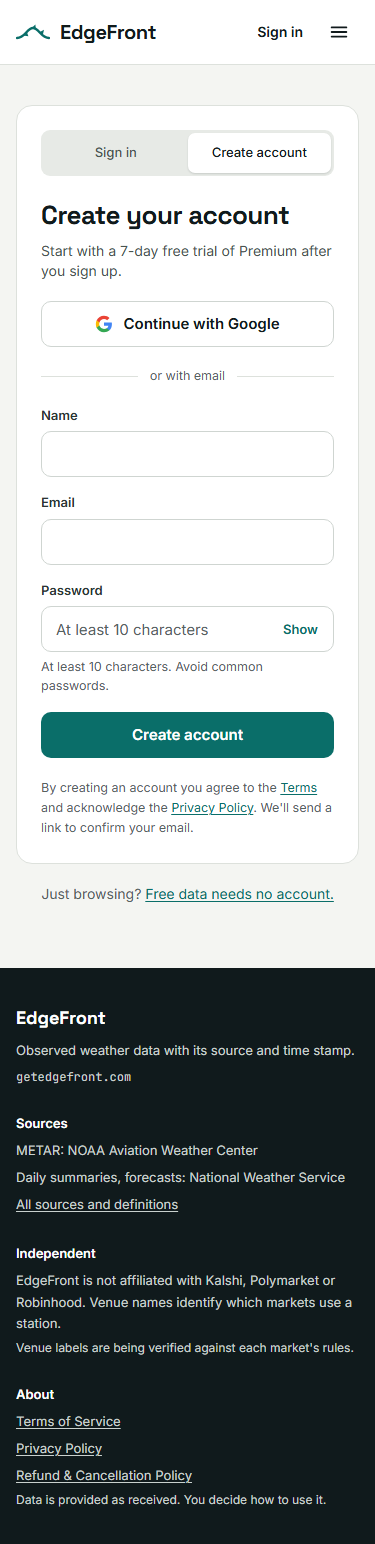 EdgeFront
Sign in
Sign in
Create account
Create your account
Start with a 7-day free trial of Premium after
you sign up.
Continue with Google
or with email
Name
Email
Password
At least 10 characters
Show
At least 10 characters. Avoid common
passwords.
Create account
By creating an account you agree to the Terms
and acknowledge the Privacy Policy. We'll send a
link to confirm your email.
Just browsing? Free data needs no account.
EdgeFront
Observed weather data with its source and time stamp.
getedgefront.com
Sources
METAR: NOAA Aviation Weather Center
Daily summaries, forecasts: National Weather Service
All sources and definitions
Independent
EdgeFront is not affiliated with Kalshi, Polymarket or
Robinhood. Venue names identify which markets use a
station.
Venue labels are being verified against each market's rules.
About
Terms of Service
Privacy Policy
Refund & Cancellation Policy
Data is provided as received. You decide how to use it.